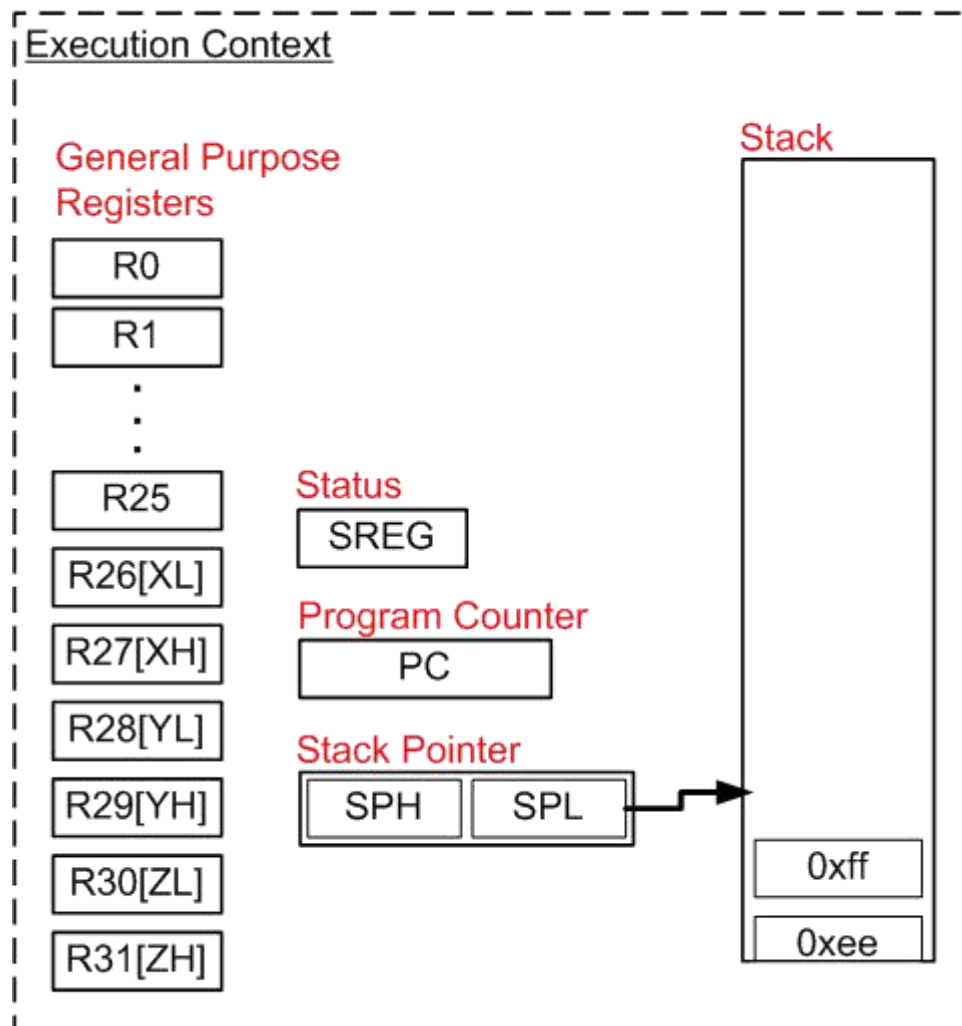 Execution Context
General Purpose
Registers
R0
R1
R25
R26[XL]
R27[XH]
R28[YL]
R29[YH]
R30[ZL]
R31[ZH]
Status
SREG
Program Counter
PC
Stack Pointer
SPH SPL
Stack
0xff
0xee